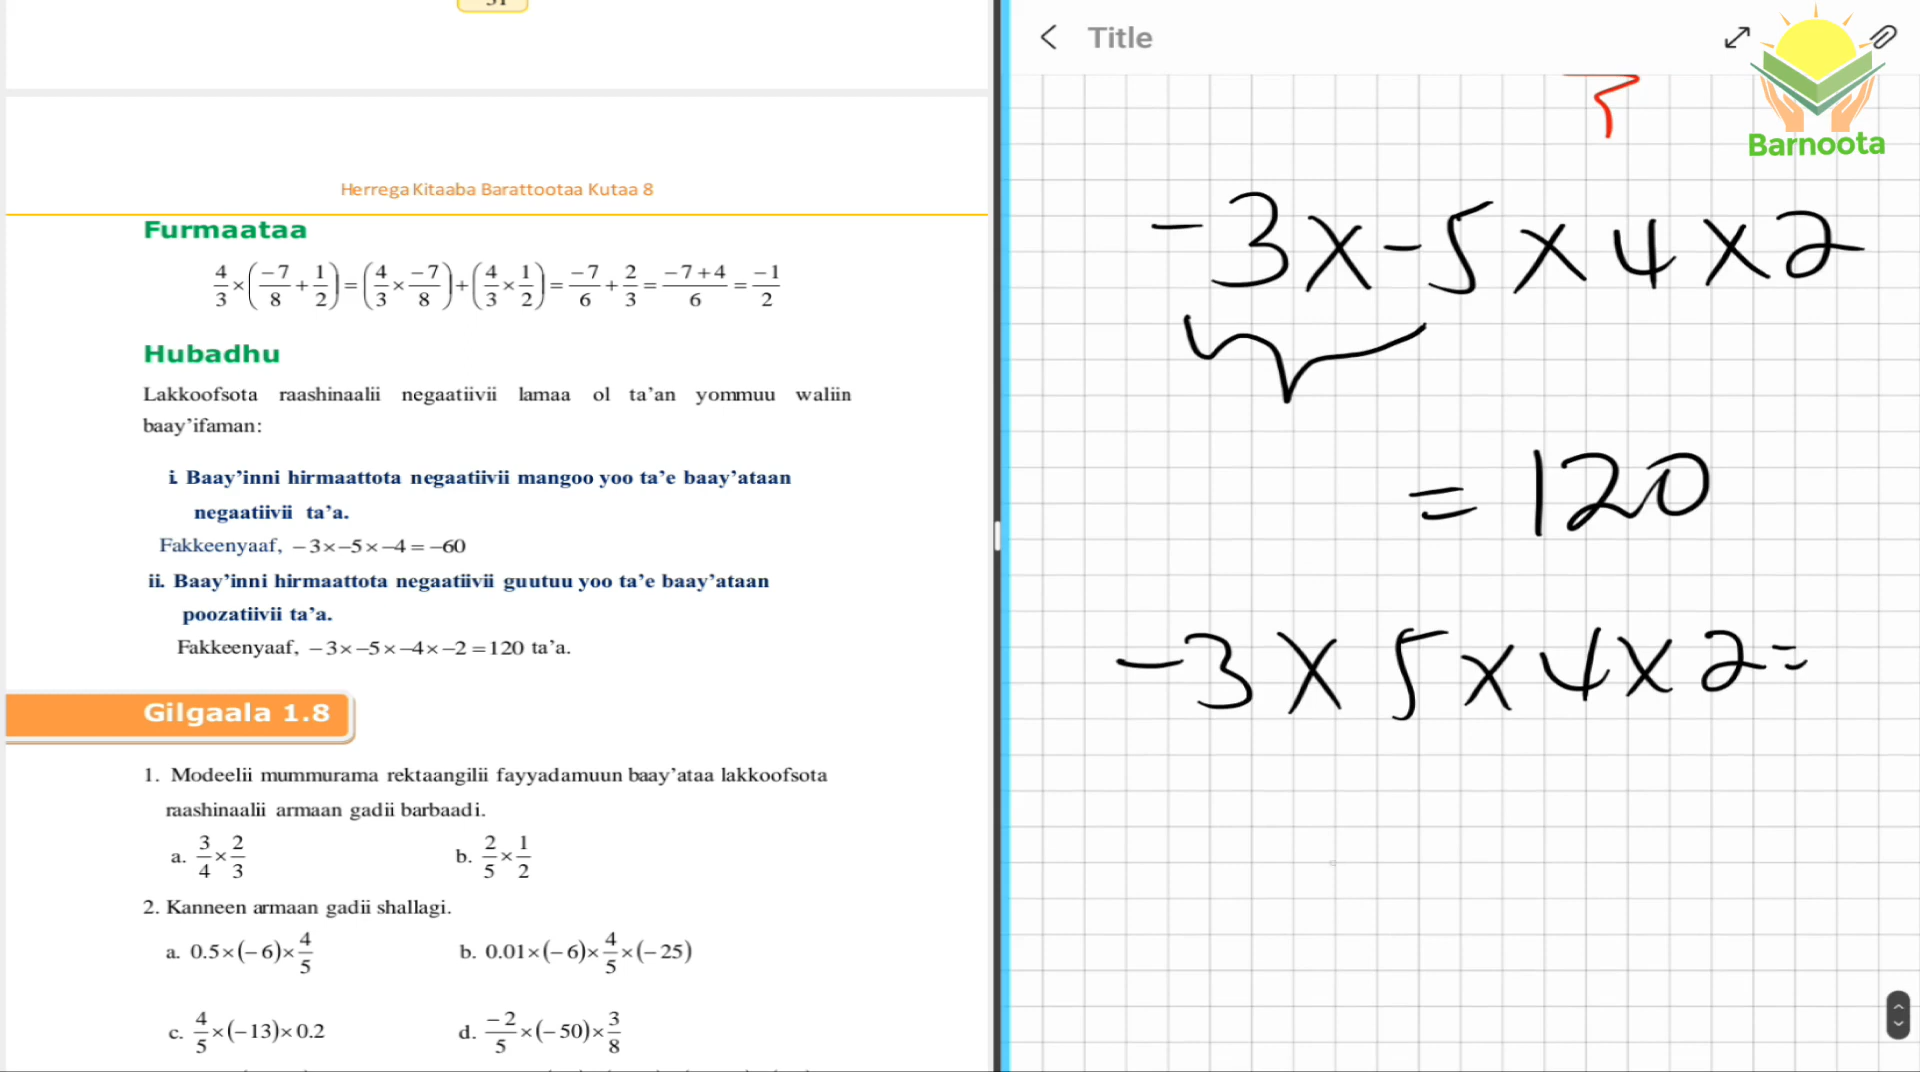 31
Herrega Kitaaba Barattootaa Kutaa 8
Furmaataa
4/3 × (−7/8 + 1/2) = (4/3 × −7/8) + (4/3 × 1/2) = −7/6 + 2/3 = −7+4/6 = −1/2
Hubadhu
Lakkoofsota raashinaalii negaatiivii lamaa ol ta’an yommuu waliin
baay’ifaman:
i. Baay’inni hirmaattota negaatiivii mangoo yoo ta’e baay’ataan
negaatiivii ta’a.
Fakkeenyaaf, −3×−5×−4 = −60
ii. Baay’inni hirmaattota negaatiivii guutuu yoo ta’e baay’ataan
poozatiivii ta’a.
Fakkeenyaaf, −3×−5×−4×−2 = 120 ta’a.
Gilgaala 1.8
1. Modeelii mummurama rektaangilii fayyadamuun baay’ataa lakkoofsota
raashinaalii armaan gadii barbaadi.
a. 3/4 × 2/3 b. 2/5 × 1/2
2. Kanneen armaan gadii shallagi.
a. 0.5×(−6)× 4/5 b. 0.01×(−6)× 4/5 ×(−25)
c. 4/5 ×(−13)×0.2 d. −2/5 ×(−50)× 3/8
Title
Barnoota
-3 x -5 x 4 x 2
= 120
-3 x 5 x 4 x 2 =